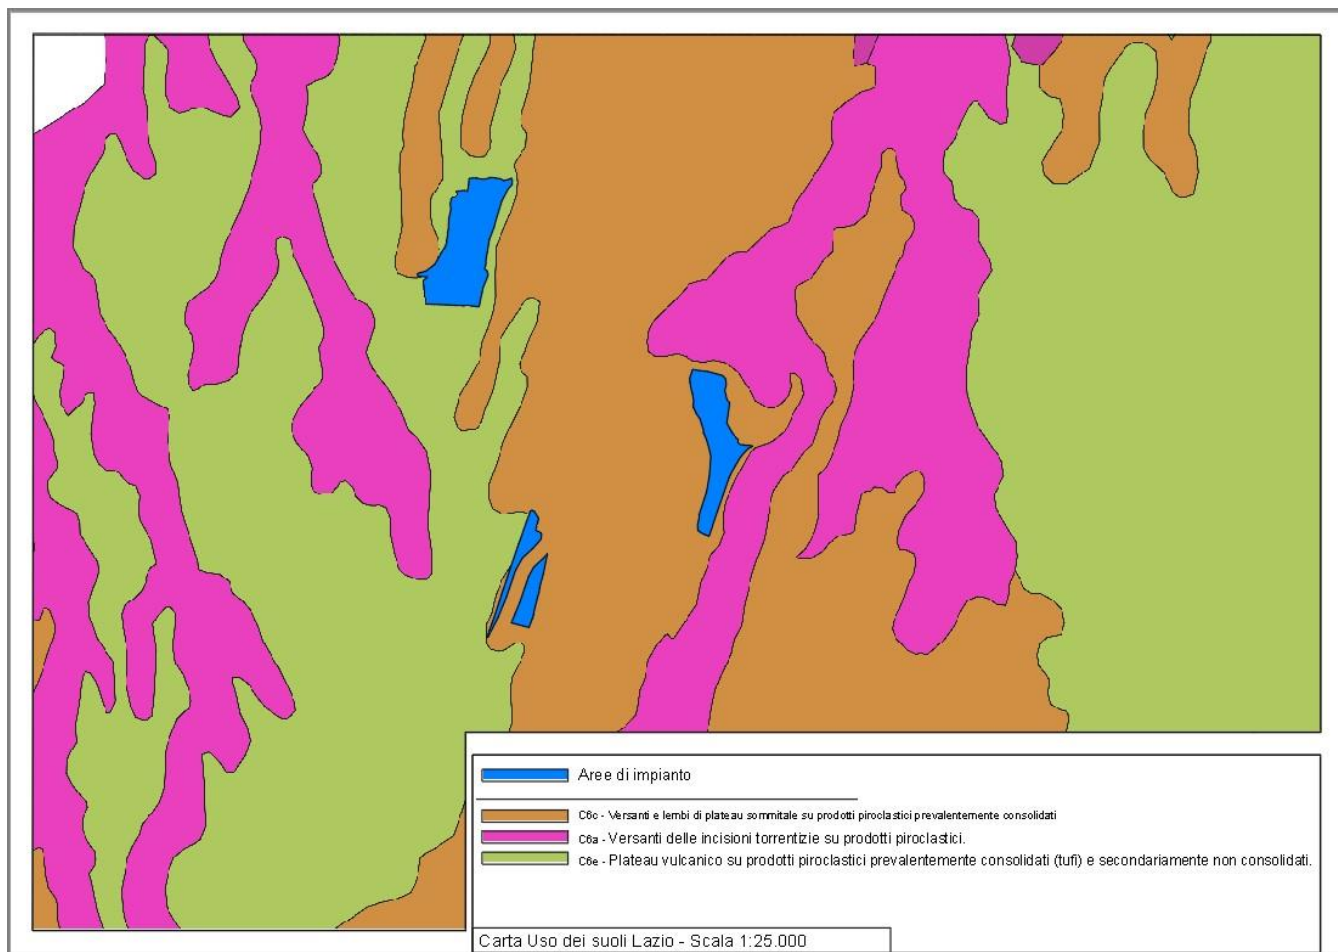 Aree di impianto
C6c - Versanti e lembi di plateau sommitale su prodotti piroclastici prevalentemente consolidati
C6a - Versanti delle incisioni torrentizie su prodotti piroclastici.
C6e - Plateau vulcanico su prodotti piroclastici prevalentemente consolidati (tufi) e secondariamente non consolidati.
Carta Uso dei suoli Lazio - Scala 1:25.000